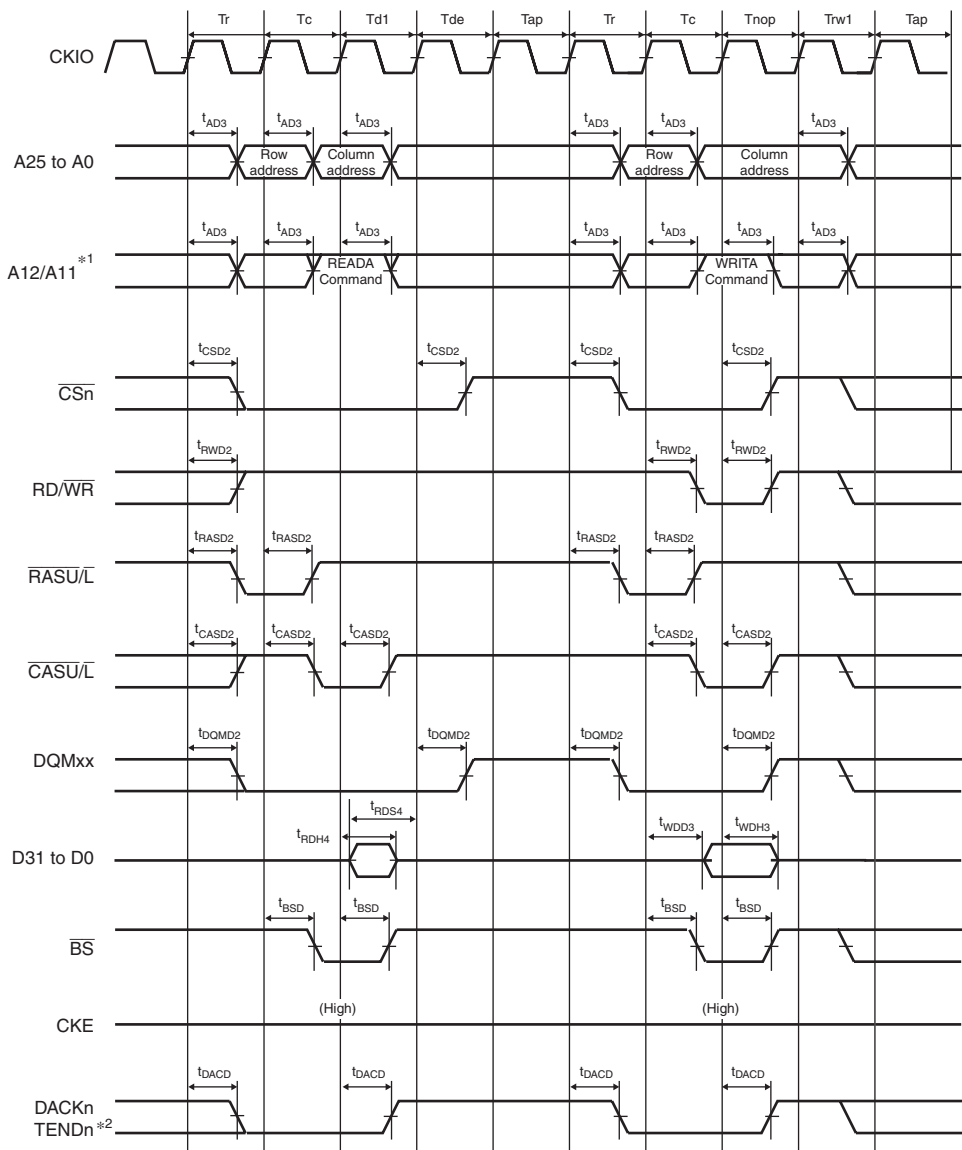 Tr Tc Td1 Tde Tap Tr Tc Tnop Trw1 Tap
CKIO
tAD3 tAD3 tAD3 tAD3 tAD3 tAD3
A25 to A0
Row address
Column address
Row address
Column address
tAD3 tAD3 tAD3 tAD3 tAD3 tAD3 tAD3
A12/A11 *1
READA Command
WRITA Command
tCSD2 tCSD2 tCSD2 tCSD2
CSn
tRWD2 tRWD2 tRWD2
RD/WR
tRASD2 tRASD2 tRASD2 tRASD2
RASU/L
tCASD2 tCASD2 tCASD2 tCASD2 tCASD2
CASU/L
tDQMD2 tDQMD2 tDQMD2 tDQMD2
DQMxx
tRDS4
tRDH4 tWDD3 tWDH3
D31 to D0
tBSD tBSD tBSD tBSD
BS
(High) (High)
CKE
tDACD tDACD tDACD tDACD
DACKn
TENDn *2